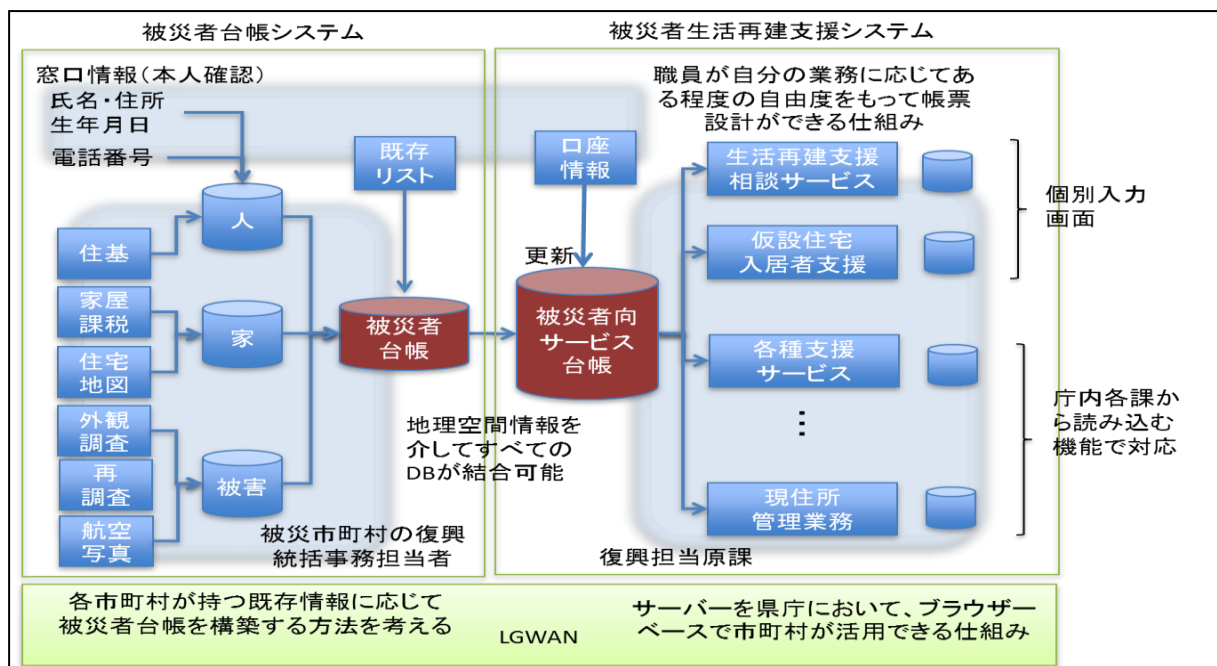 被災者台帳システム
窓口情報(本人確認)
氏名・住所
生年月日
電話番号
既存
リスト
人
住基
家屋
課税
家
住宅
地図
被災者
台帳
外観
調査
再
調査
被害
航空
写真
被災市町村の復興
統括事務担当者
地理空間情報を
介してすべての
DBが結合可能
被災者生活再建支援システム
職員が自分の業務に応じてあ
る程度の自由度をもって帳票
設計ができる仕組み
口座
情報
更新
被災者向
サービス
台帳
生活再建支援
相談サービス
仮設住宅
入居者支援
個別入力
画面
各種支援
サービス
⋮
現住所
管理業務
庁内各課か
ら読み込む
機能で対応
復興担当原課
各市町村が持つ既存情報に応じて
被災者台帳を構築する方法を考える
LGWAN
サーバーを県庁において、ブラウザー
ベースで市町村が活用できる仕組み